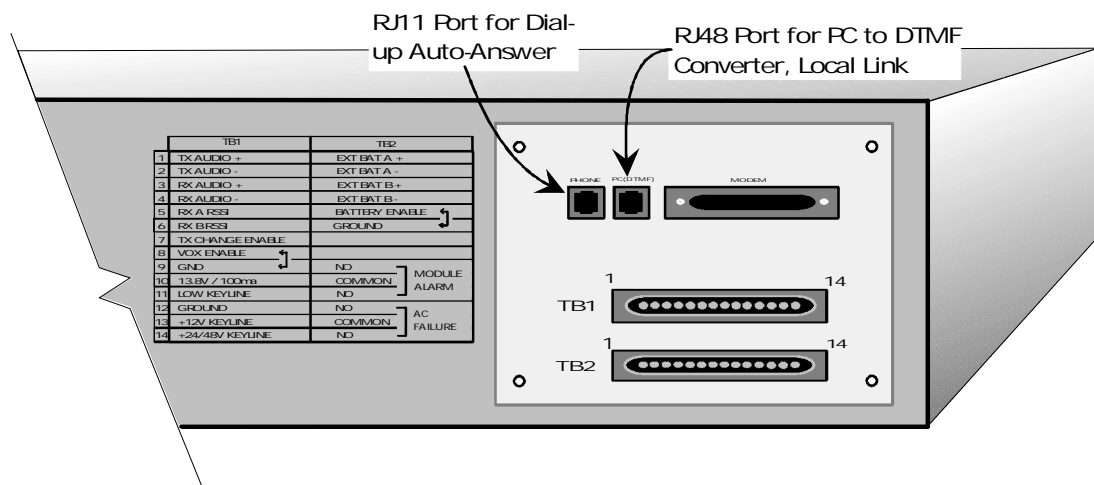 RJ11 Port for Dial-
up Auto-Answer
RJ48 Port for PC to DTMF
Converter, Local Link
TB1 TB2
1 TX AUDIO + EXT BAT A +
2 TX AUDIO - EXT BAT A -
3 RX AUDIO + EXT BAT B +
4 RX AUDIO - EXT BAT B -
5 RX A RSSI BATTERY ENABLE
6 RX B RSSI GROUND
7 TX CHANGE ENABLE
8 VOX ENABLE
9 GND NO
10 13.8V / 100ma COMMON
11 LOW KEYLINE NO
MODULE
ALARM
12 GROUND NO
13 +12V KEYLINE COMMON
14 +24/48V KEYLINE NO
AC
FAILURE
PHONE PC(DTMF) MODEM
1 14
TB1
1 14
TB2